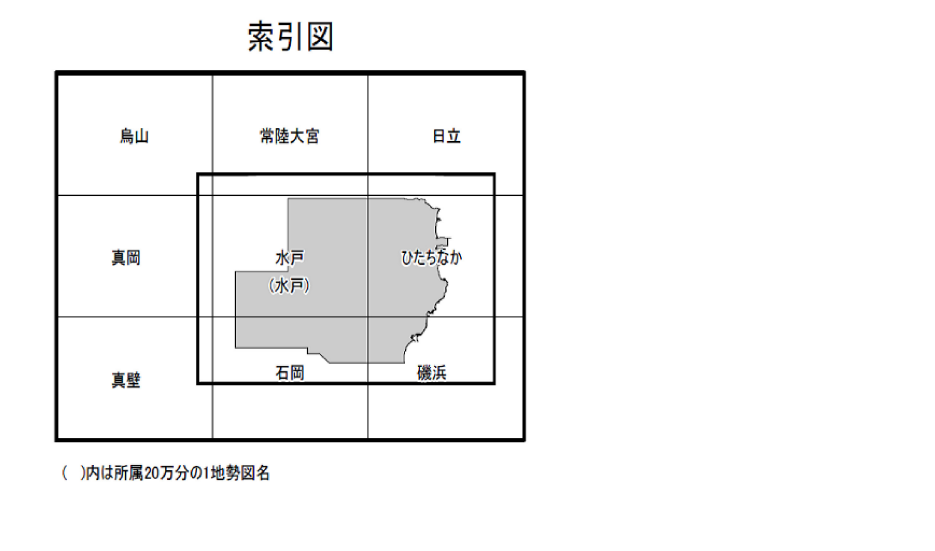 索引図
烏山
常陸大宮
日立
真岡
水戸
(水戸)
ひたちなか
真壁
石岡
磯浜
( )内は所属20万分の1地勢図名